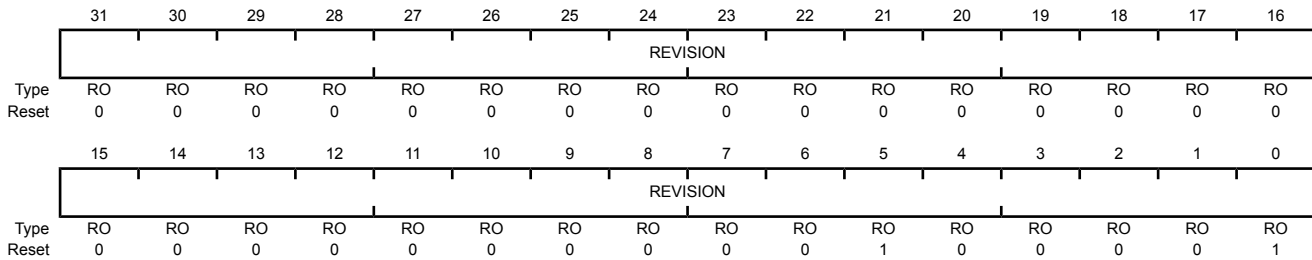 31 30 29 28 27 26 25 24 23 22 21 20 19 18 17 16
REVISION
Type RO RO RO RO RO RO RO RO RO RO RO RO RO RO RO RO
Reset 0 0 0 0 0 0 0 0 0 0 0 0 0 0 0 0
15 14 13 12 11 10 9 8 7 6 5 4 3 2 1 0
REVISION
Type RO RO RO RO RO RO RO RO RO RO RO RO RO RO RO RO
Reset 0 0 0 0 0 0 0 0 0 0 1 0 0 0 0 1